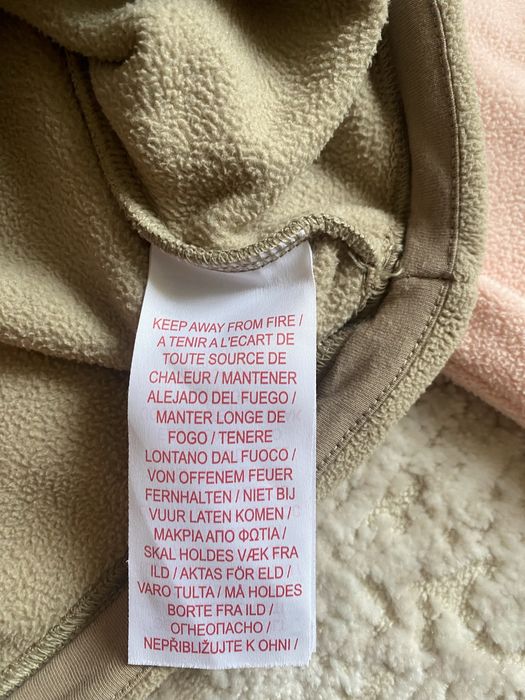 KEEP AWAY FROM FIRE /
A TENIR A L'ECART DE
TOUTE SOURCE DE
CHALEUR / MANTENER
ALEJADO DEL FUEGO /
MANTER LONGE DE
FOGO / TENERE
LONTANO DAL FUOCO /
VON OFFENEM FEUER
FERNHALTEN / NIET BIJ
VUUR LATEN KOMEN /
ΜΑΚΡΙΑ ΑΠΟ ΦΩΤΙΑ /
SKAL HOLDES VÆK FRA
ILD / AKTAS FÖR ELD /
VARO TULTA / MÅ HOLDES
BORTE FRA ILD /
ОГНЕОПАСНО /
NEPŘIBLIŽUJTE K OHNI /